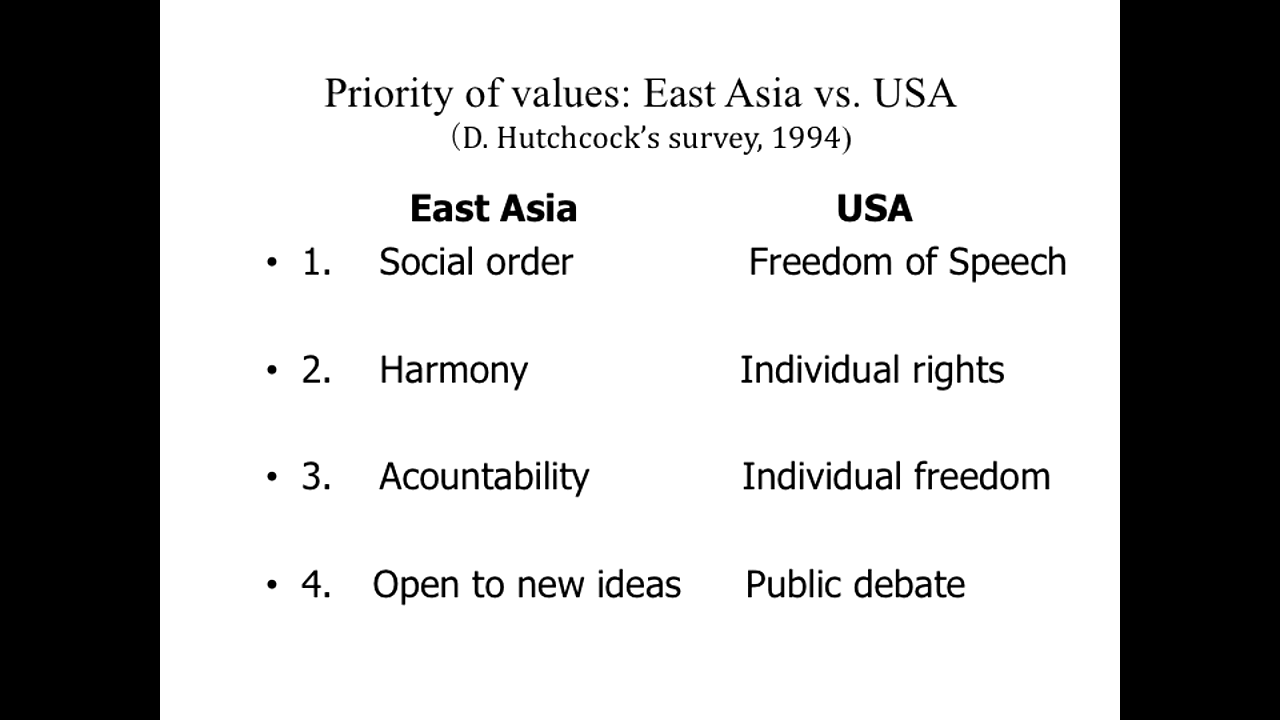 Priority of values: East Asia vs. USA
（D. Hutchcock’s survey, 1994)
East Asia USA
• 1. Social order Freedom of Speech
• 2. Harmony Individual rights
• 3. Acountability Individual freedom
• 4. Open to new ideas Public debate